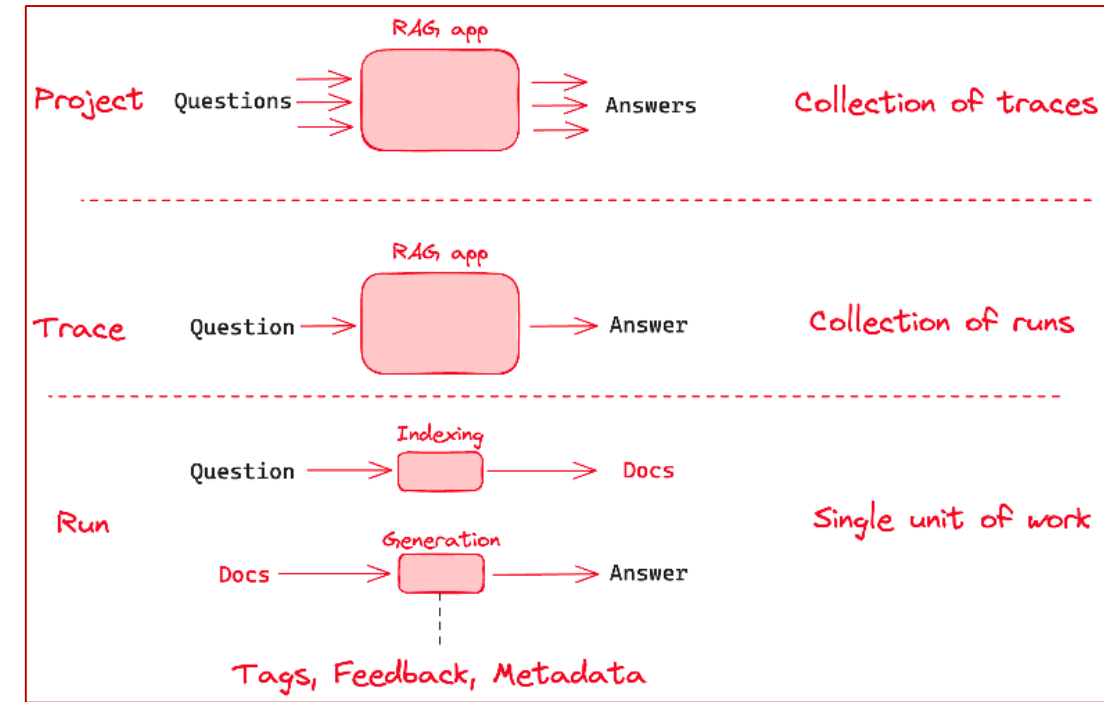 RAG app
Project Questions Answers Collection of traces
RAG app
Trace Question Answer Collection of runs
Indexing
Question Docs
Run Single unit of work
Generation
Docs Answer
Tags, Feedback, Metadata